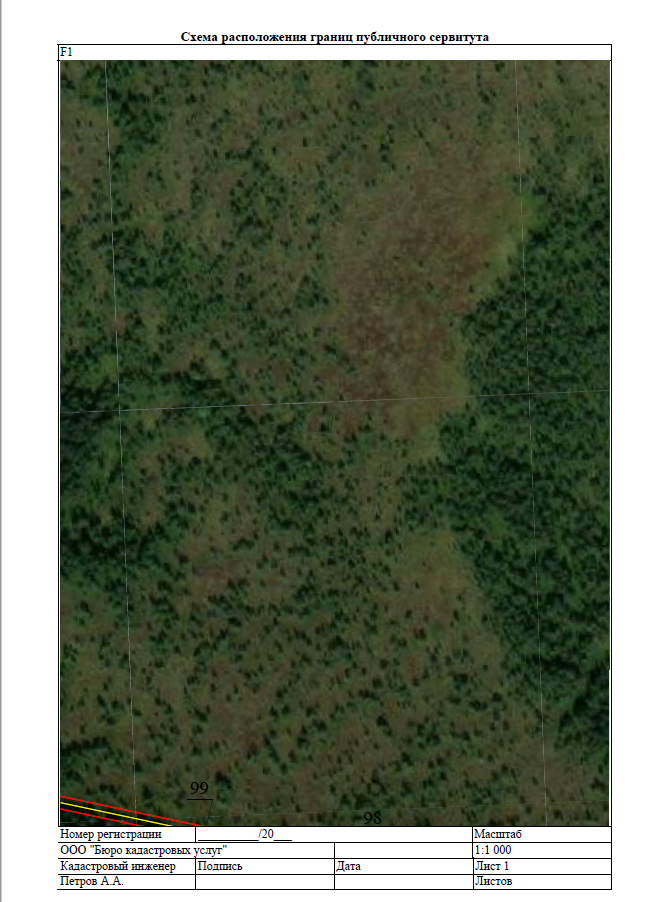 Схема расположения границ публичного сервитута
F1
99
98
Номер регистрации __________/20___ Масштаб
ООО "Бюро кадастровых услуг" 1:1 000
Кадастровый инженер Подпись Дата Лист 1
Петров А.А. Листов